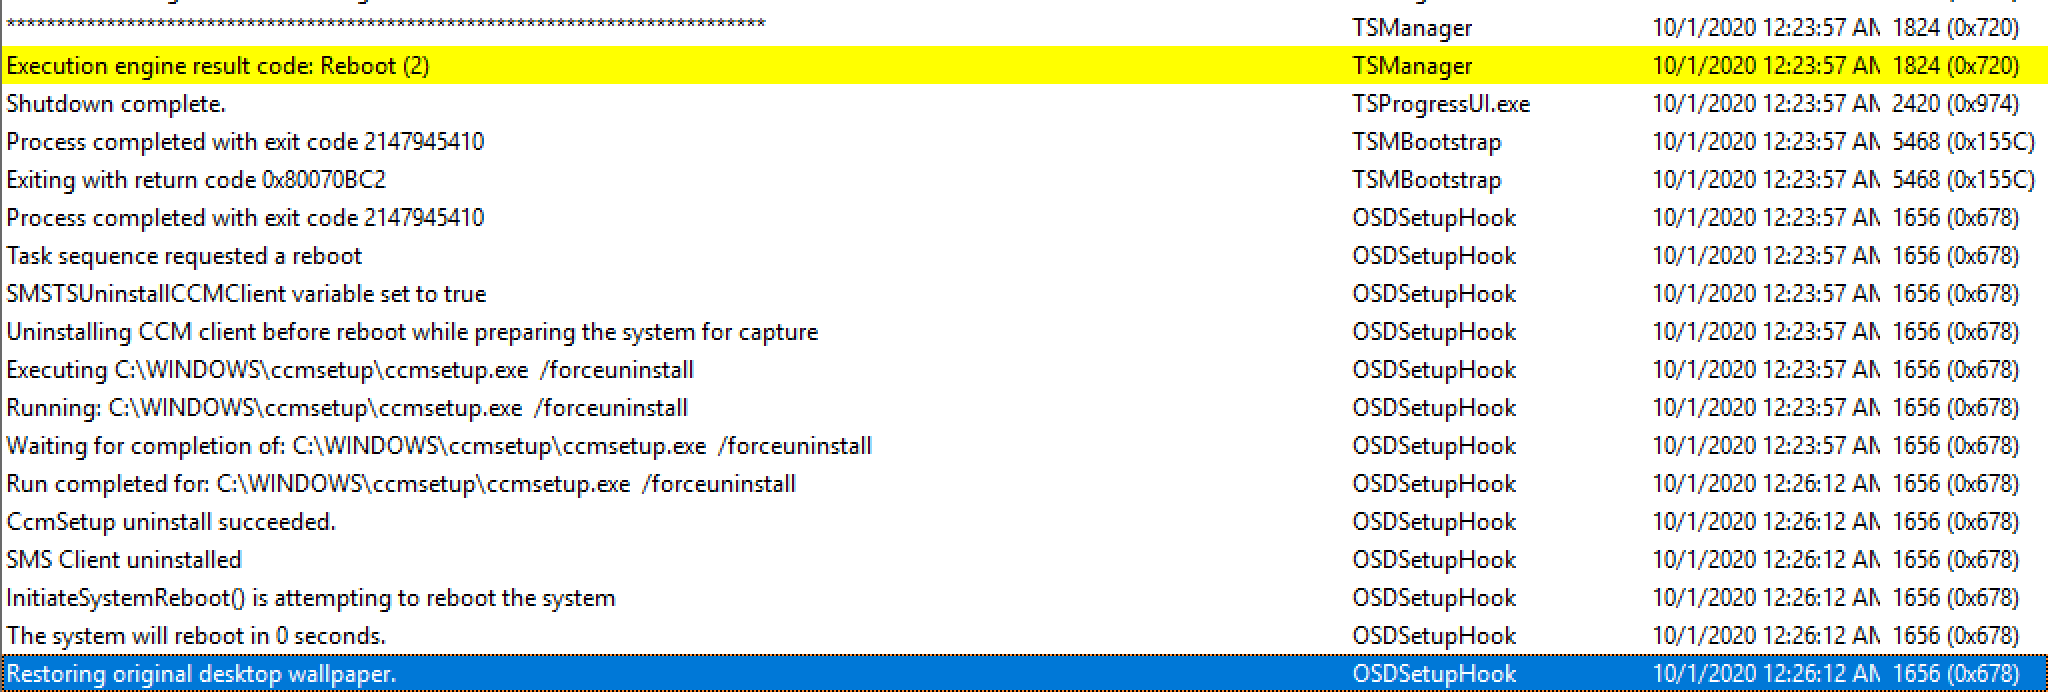 ******************************************************************************** TSManager 10/1/2020 12:23:57 AM 1824 (0x720)
Execution engine result code: Reboot (2) TSManager 10/1/2020 12:23:57 AM 1824 (0x720)
Shutdown complete. TSProgressUI.exe 10/1/2020 12:23:57 AM 2420 (0x974)
Process completed with exit code 2147945410 TSMBootstrap 10/1/2020 12:23:57 AM 5468 (0x155C)
Exiting with return code 0x80070BC2 TSMBootstrap 10/1/2020 12:23:57 AM 5468 (0x155C)
Process completed with exit code 2147945410 OSDSetupHook 10/1/2020 12:23:57 AM 1656 (0x678)
Task sequence requested a reboot OSDSetupHook 10/1/2020 12:23:57 AM 1656 (0x678)
SMSTSUninstallCCMClient variable set to true OSDSetupHook 10/1/2020 12:23:57 AM 1656 (0x678)
Uninstalling CCM client before reboot while preparing the system for capture OSDSetupHook 10/1/2020 12:23:57 AM 1656 (0x678)
Executing C:\WINDOWS\ccmsetup\ccmsetup.exe /forceuninstall OSDSetupHook 10/1/2020 12:23:57 AM 1656 (0x678)
Running: C:\WINDOWS\ccmsetup\ccmsetup.exe /forceuninstall OSDSetupHook 10/1/2020 12:23:57 AM 1656 (0x678)
Waiting for completion of: C:\WINDOWS\ccmsetup\ccmsetup.exe /forceuninstall OSDSetupHook 10/1/2020 12:23:57 AM 1656 (0x678)
Run completed for: C:\WINDOWS\ccmsetup\ccmsetup.exe /forceuninstall OSDSetupHook 10/1/2020 12:26:12 AM 1656 (0x678)
CcmSetup uninstall succeeded. OSDSetupHook 10/1/2020 12:26:12 AM 1656 (0x678)
SMS Client uninstalled OSDSetupHook 10/1/2020 12:26:12 AM 1656 (0x678)
InitiateSystemReboot() is attempting to reboot the system OSDSetupHook 10/1/2020 12:26:12 AM 1656 (0x678)
The system will reboot in 0 seconds. OSDSetupHook 10/1/2020 12:26:12 AM 1656 (0x678)
Restoring original desktop wallpaper. OSDSetupHook 10/1/2020 12:26:12 AM 1656 (0x678)